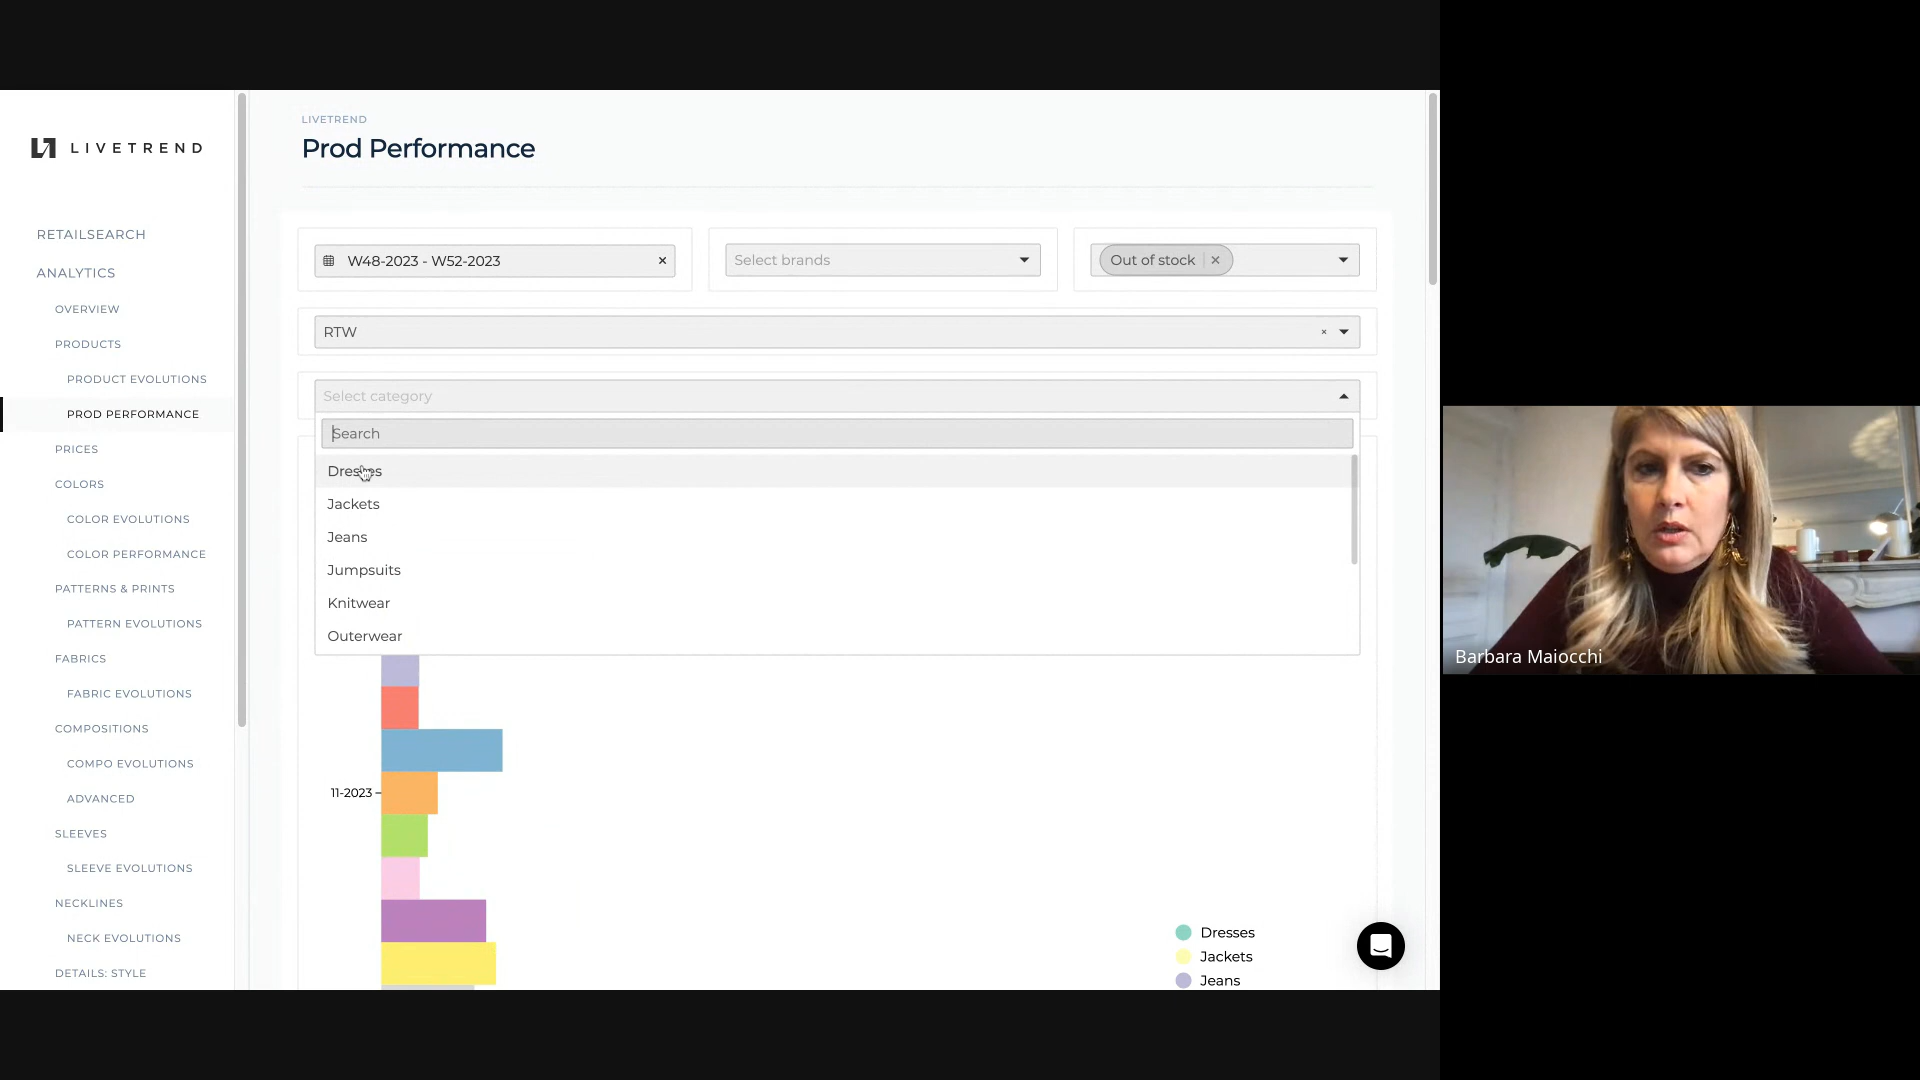 LIVETREND
RETAILSEARCH
ANALYTICS
OVERVIEW
PRODUCTS
PRODUCT EVOLUTIONS
PROD PERFORMANCE
PRICES
COLORS
COLOR EVOLUTIONS
COLOR PERFORMANCE
PATTERNS & PRINTS
PATTERN EVOLUTIONS
FABRICS
FABRIC EVOLUTIONS
COMPOSITIONS
COMPO EVOLUTIONS
ADVANCED
SLEEVES
SLEEVE EVOLUTIONS
NECKLINES
NECK EVOLUTIONS
DETAILS: STYLE
LIVETREND
Prod Performance
W48-2023 - W52-2023 ×
Select brands
Out of stock ×
RTW ×
Select category
Search
Dresses
Jackets
Jeans
Jumpsuits
Knitwear
Outerwear
11-2023
Dresses
Jackets
Jeans
Barbara Maiocchi